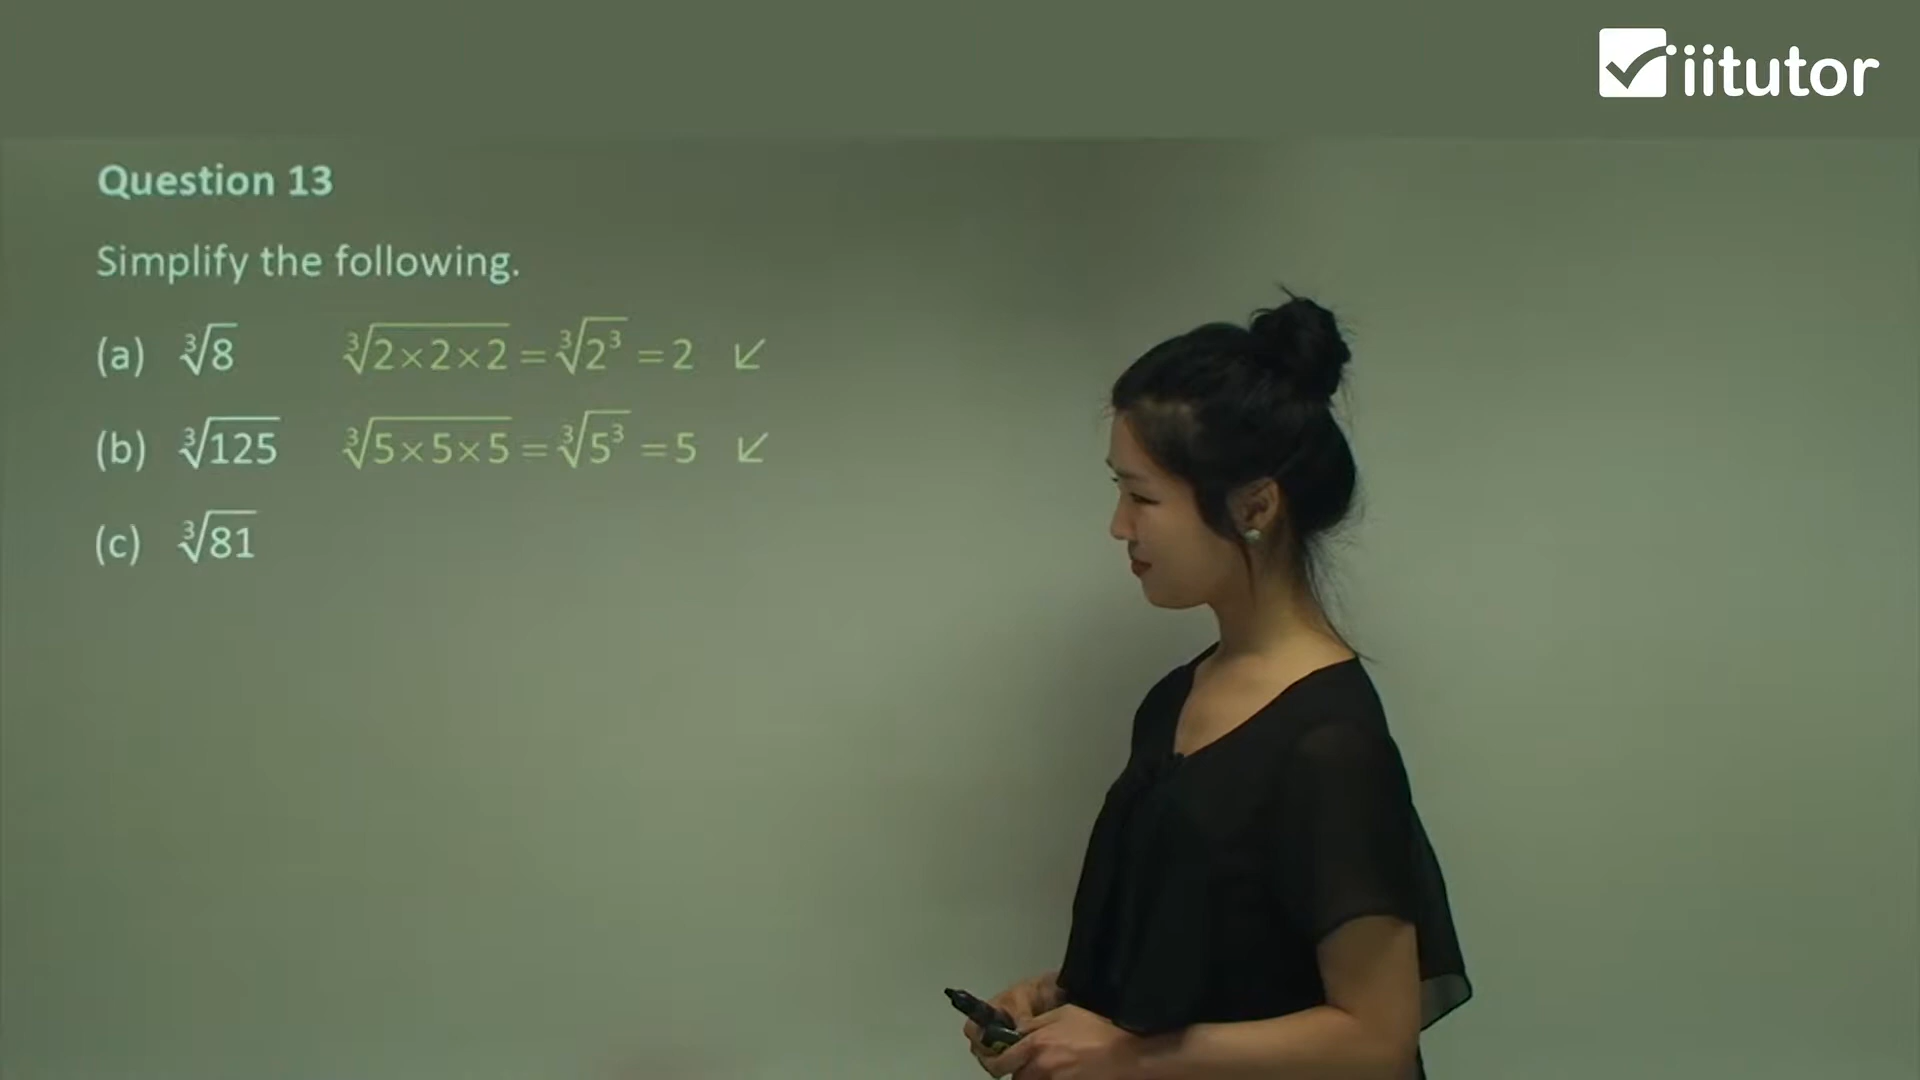 iitutor
Question 13
Simplify the following.
(a) ∛8 ∛2×2×2 = ∛2³ = 2 ↙
(b) ∛125 ∛5×5×5 = ∛5³ = 5 ↙
(c) ∛81